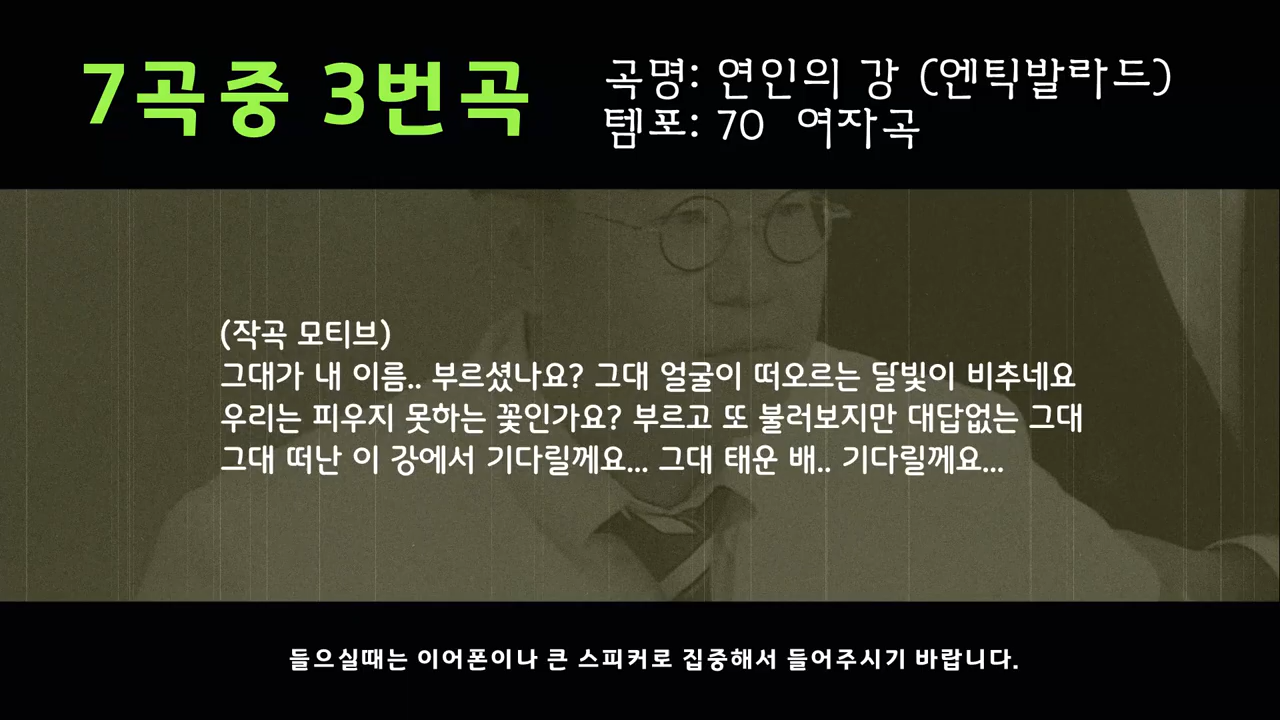 7곡중 3번곡
곡명: 연인의 강 (엔틱발라드)
템포: 70 여자곡
(작곡 모티브)
그대가 내 이름.. 부르셨나요? 그대 얼굴이 떠오르는 달빛이 비추네요
우리는 피우지 못하는 꽃인가요? 부르고 또 불러보지만 대답없는 그대
그대 떠난 이 강에서 기다릴께요... 그대 태운 배.. 기다릴께요...
들으실때는 이어폰이나 큰 스피커로 집중해서 들어주시기 바랍니다.